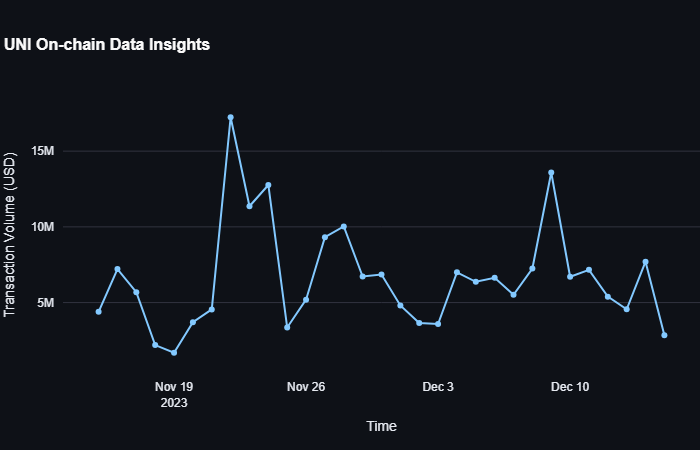 UNI On-chain Data Insights
Transaction Volume (USD)
15M
10M
5M
Nov 19
2023
Nov 26
Dec 3
Dec 10
Time